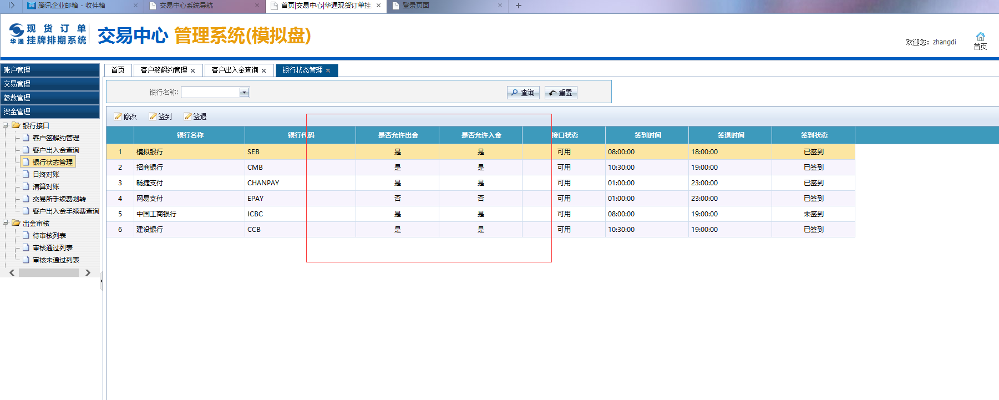 腾讯企业邮箱 - 收件箱 交易中心系统导航 首页|交易中心|华通现货订单挂 登录页面
现货订单
华通 挂牌排期系统
交易中心 管理系统(模拟盘)
欢迎您：zhangdi
首页
账户管理
交易管理
参数管理
资金管理
银行接口
客户签解约管理
客户出入金查询
银行状态管理
日终对账
清算对账
交易所手续费划转
客户出入金手续费查询
出金审核
待审核列表
审核通过列表
审核未通过列表
首页 客户签解约管理 客户出入金查询 银行状态管理
银行名称: 查询 重置
修改 签到 签退
银行名称 银行代码 是否允许出金 是否允许入金 接口状态 签到时间 签退时间 签到状态
1 模拟银行 SEB 是 是 可用 08:00:00 18:00:00 已签到
2 招商银行 CMB 是 是 可用 10:30:00 19:00:00 已签到
3 畅捷支付 CHANPAY 是 是 可用 01:00:00 23:00:00 已签到
4 网易支付 EPAY 否 否 可用 01:00:00 23:00:00 已签到
5 中国工商银行 ICBC 是 是 可用 08:00:00 19:00:00 未签到
6 建设银行 CCB 是 是 可用 10:30:00 19:00:00 已签到